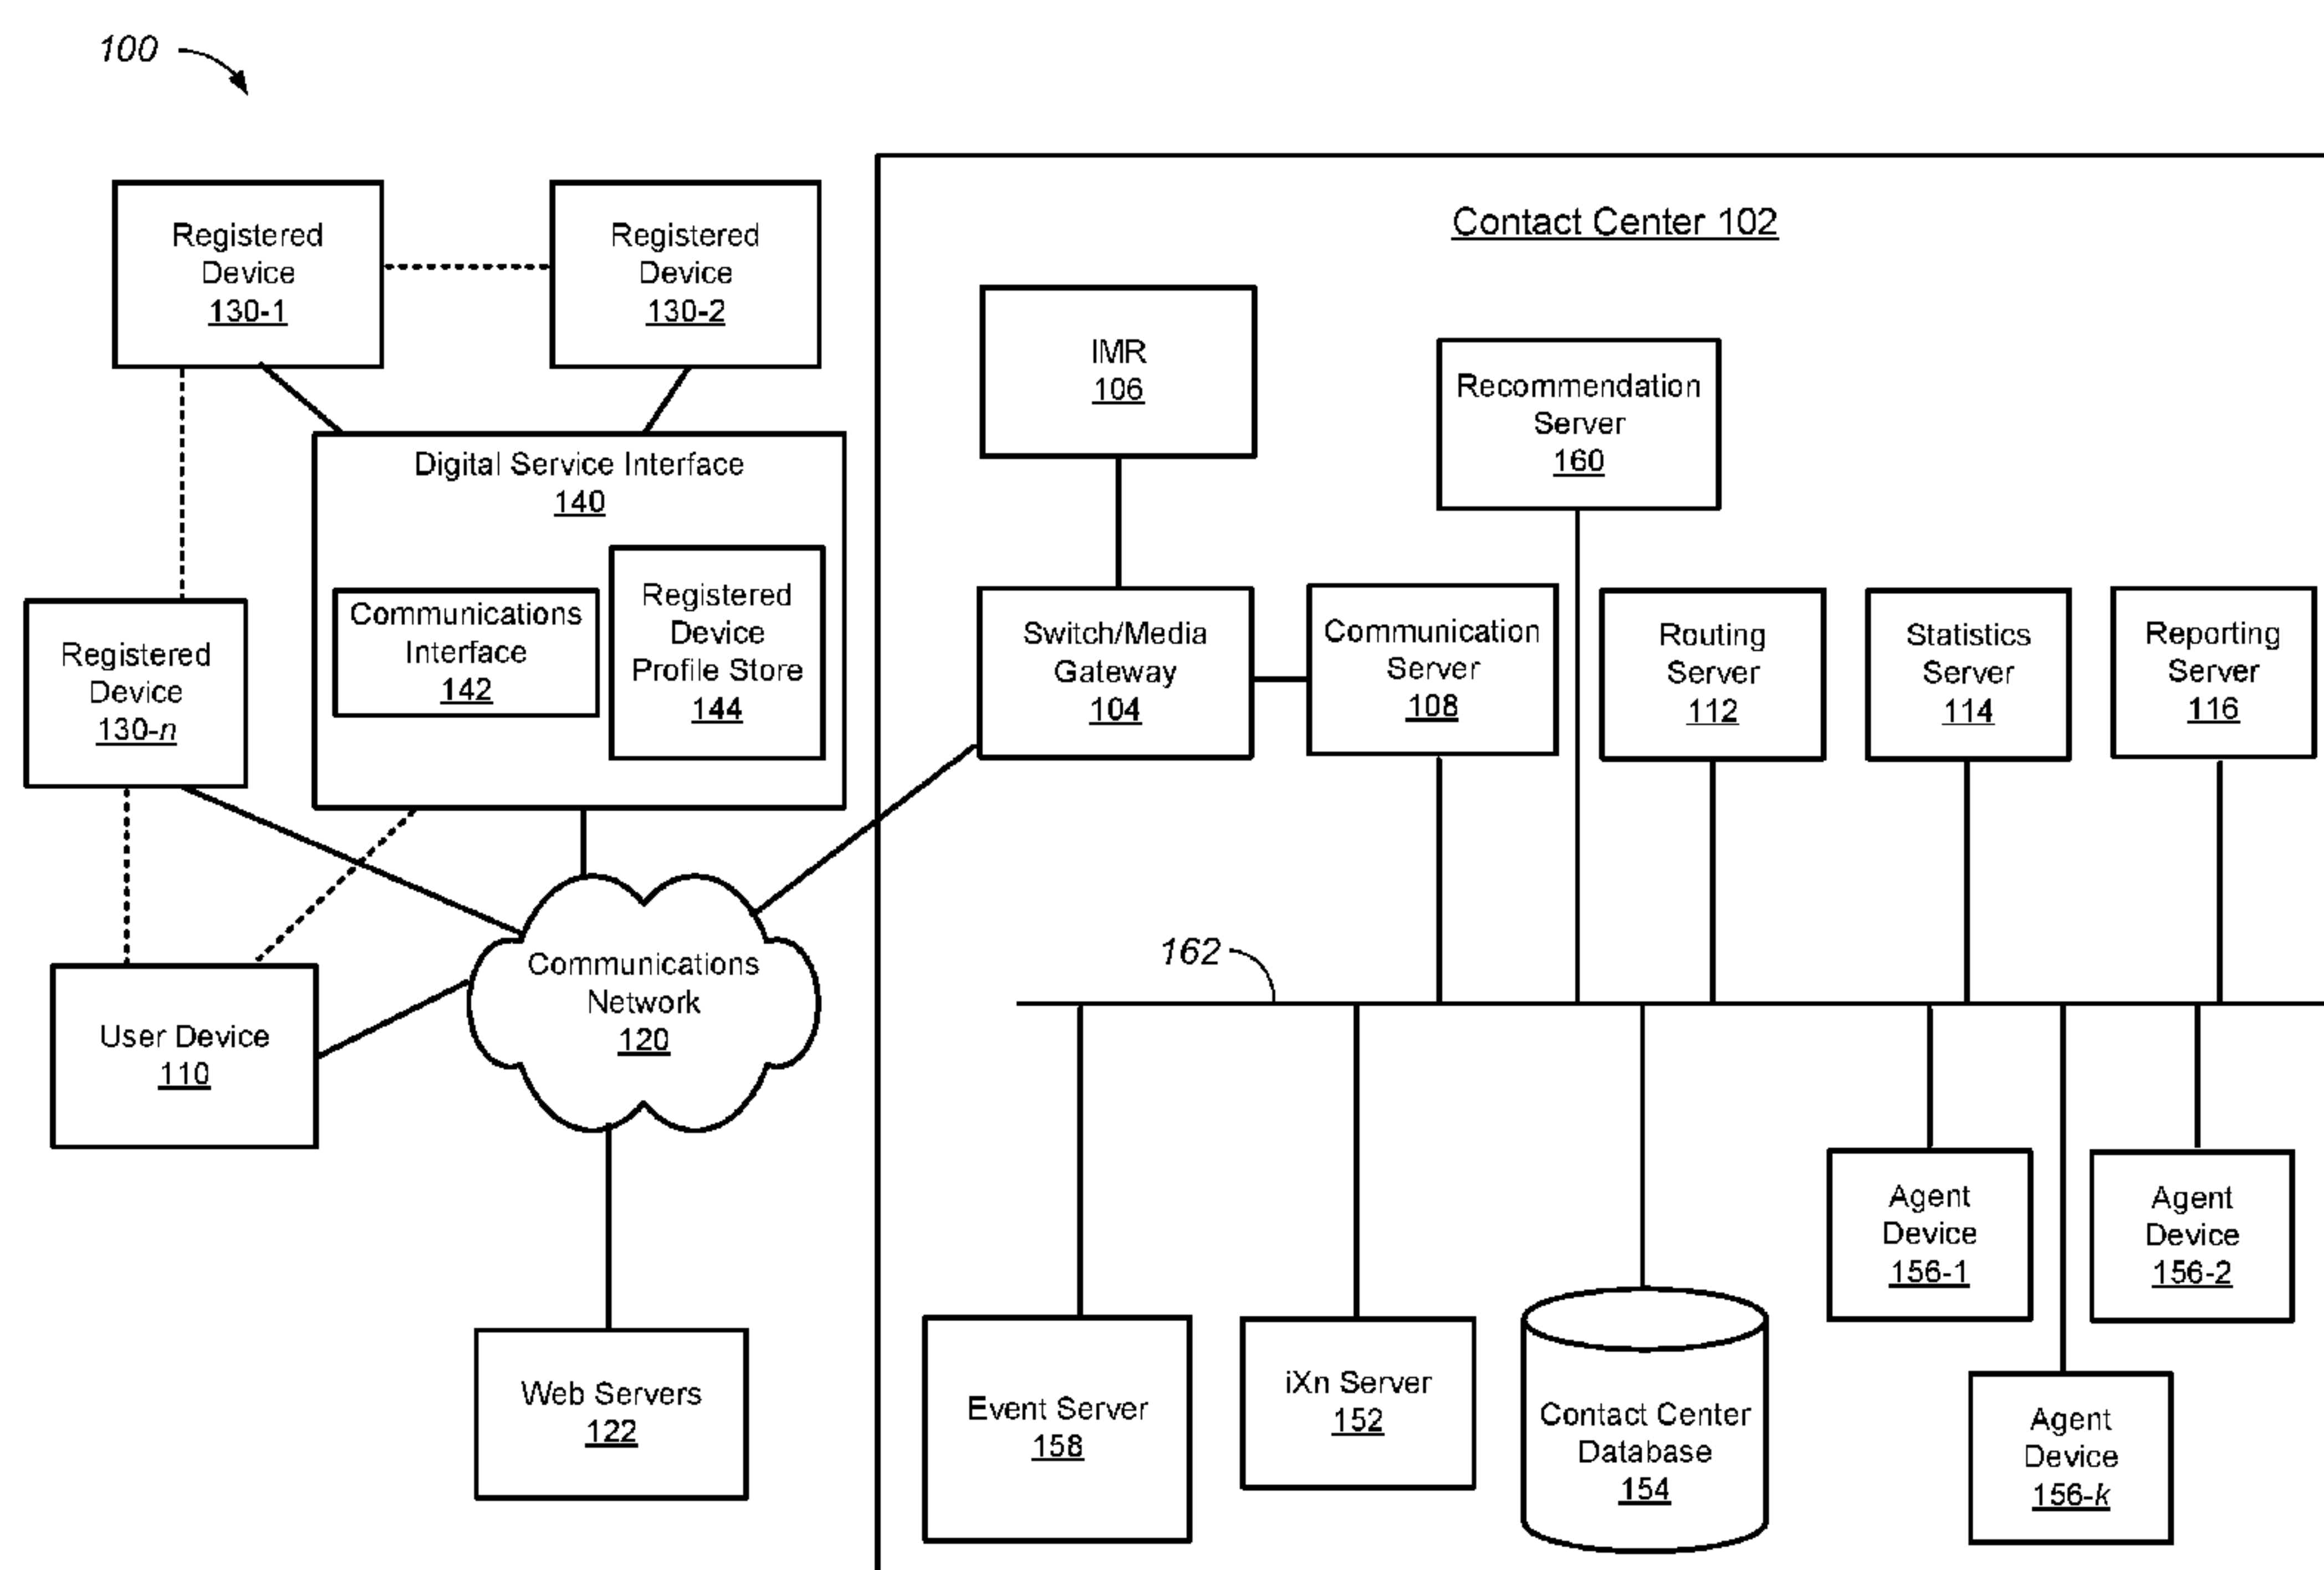 100
Contact Center 102
Registered
Device
130-1
Registered
Device
130-2
IMR
106
Recommendation
Server
160
Digital Service Interface
140
Communications
Interface
142
Registered
Device
Profile Store
144
Registered
Device
130-n
Switch/Media
Gateway
104
Communication
Server
108
Routing
Server
112
Statistics
Server
114
Reporting
Server
116
162
Communications
Network
120
User Device
110
Agent
Device
156-1
Agent
Device
156-2
Web Servers
122
Event Server
158
iXn Server
152
Contact Center
Database
154
Agent
Device
156-k